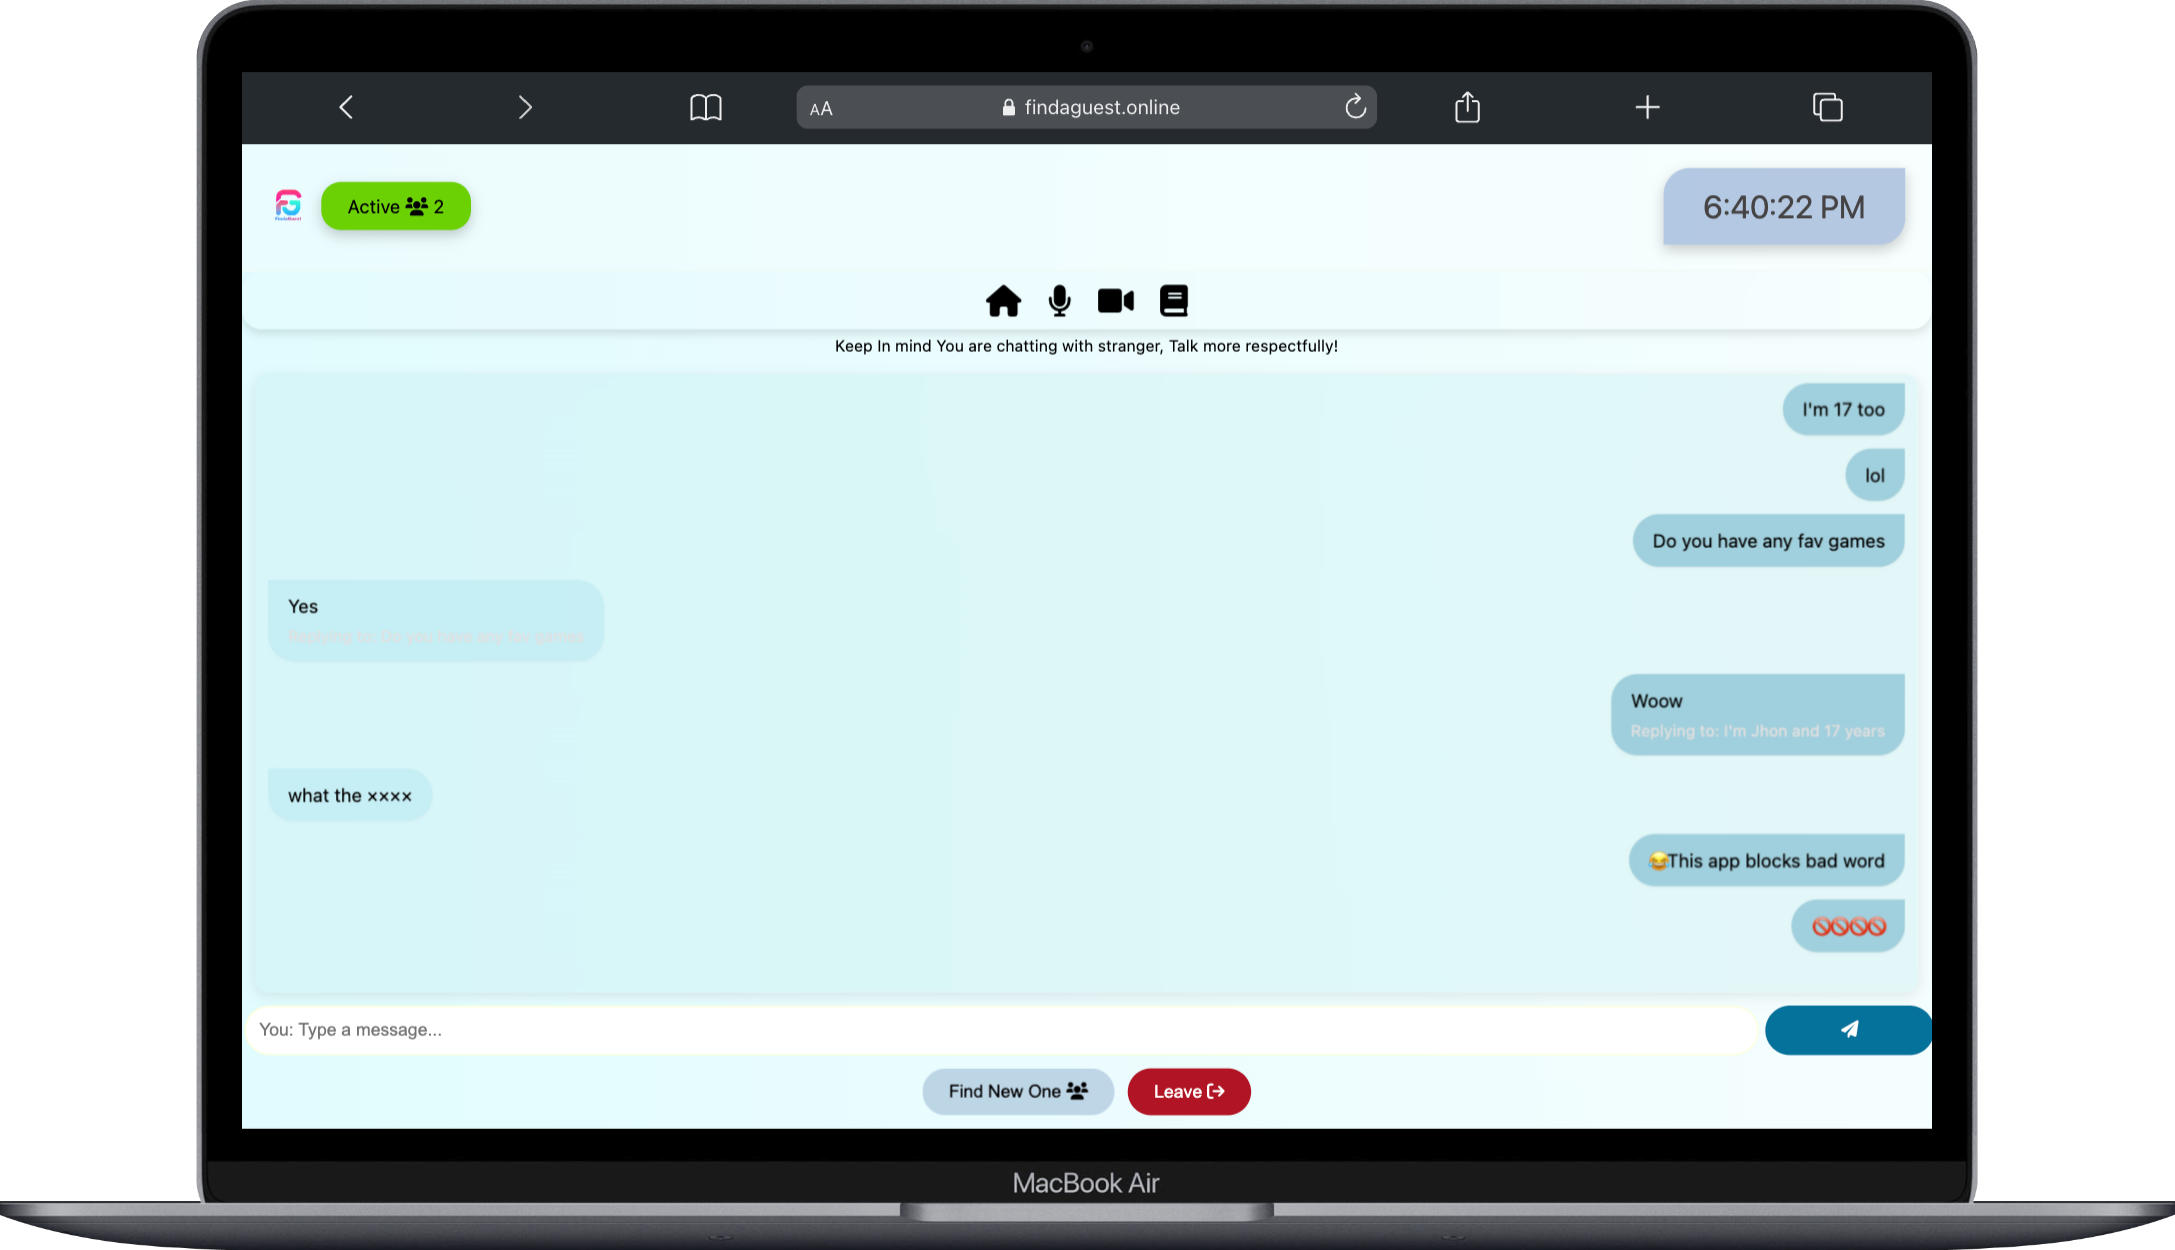 AA
findaguest.online
Active 2
6:40:22 PM
Keep In mind You are chatting with stranger, Talk more respectfully!
I'm 17 too
lol
Do you have any fav games
Yes
Replying to: Do you have any fav games
Woow
Replying to: I'm Jhon and 17 years
what the ××××
😂This app blocks bad word
🚫🚫🚫🚫
You: Type a message...
Find New One
Leave
MacBook Air